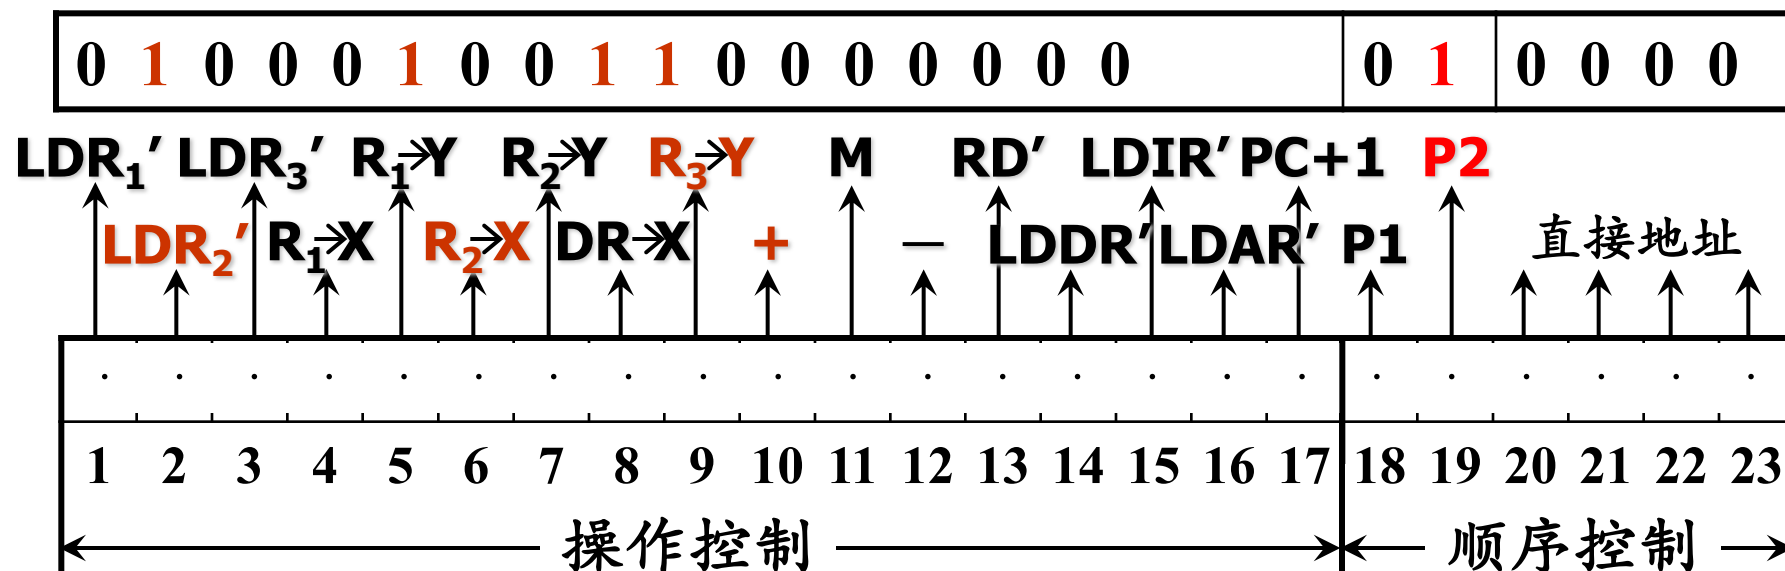 0 1 0 0 0 1 0 0 1 1 0 0 0 0 0 0 0 0 1 0 0 0 0
LDR₁′ LDR₃′ R₁→Y R₂→Y R₃→Y M RD′ LDIR′ PC+1 P2
LDR₂′ R₁→X R₂→X DR→X + — LDDR′ LDAR′ P1 直接地址
1 2 3 4 5 6 7 8 9 10 11 12 13 14 15 16 17 18 19 20 21 22 23
操作控制 顺序控制